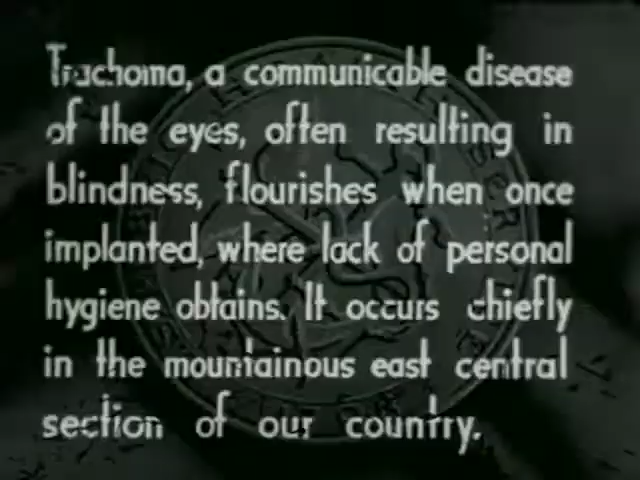 Trachoma, a communicable disease
of the eyes, often resulting in
blindness, flourishes when once
implanted, where lack of personal
hygiene obtains. It occurs chiefly
in the mountainous east central
section of our country.